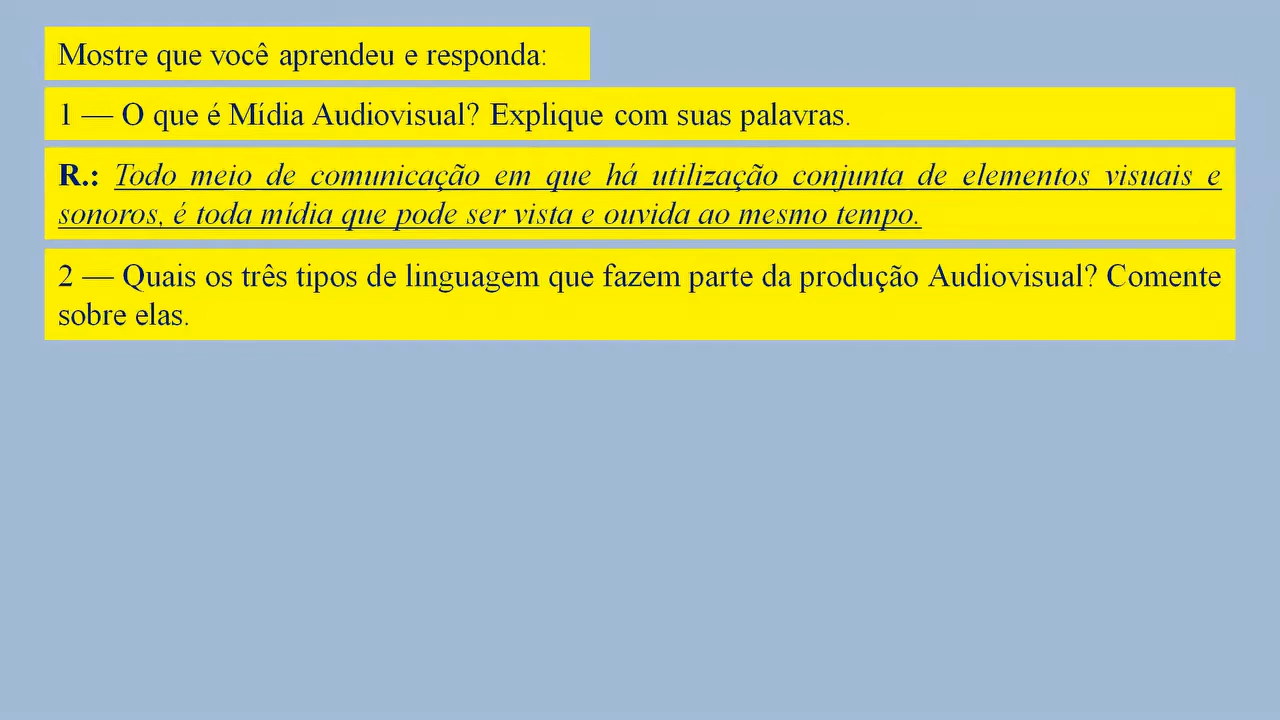 Mostre que você aprendeu e responda:
1 — O que é Mídia Audiovisual? Explique com suas palavras.
R.: Todo meio de comunicação em que há utilização conjunta de elementos visuais e
sonoros, é toda mídia que pode ser vista e ouvida ao mesmo tempo.
2 — Quais os três tipos de linguagem que fazem parte da produção Audiovisual? Comente
sobre elas.